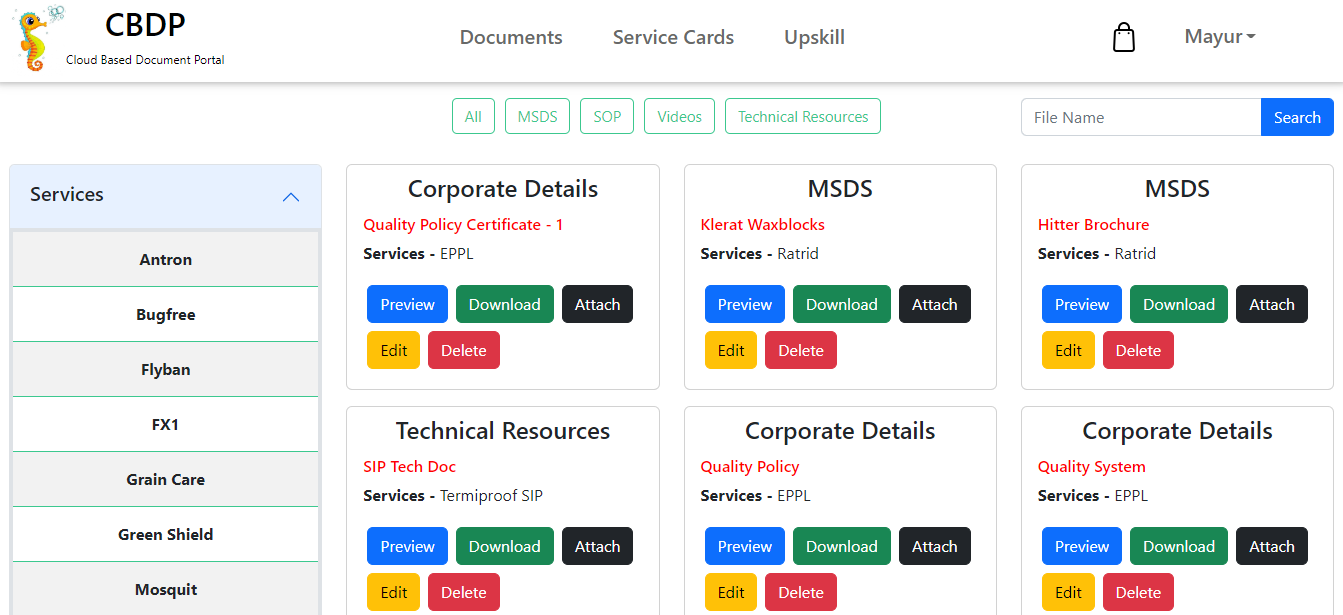 CBDP
Cloud Based Document Portal
Documents Service Cards Upskill
Mayur
All MSDS SOP Videos Technical Resources
File Name Search
Services
Antron
Bugfree
Flyban
FX1
Grain Care
Green Shield
Mosquit
Corporate Details
Quality Policy Certificate - 1
Services - EPPL
Preview Download Attach
Edit Delete
MSDS
Klerat Waxblocks
Services - Ratrid
Preview Download Attach
Edit Delete
MSDS
Hitter Brochure
Services - Ratrid
Preview Download Attach
Edit Delete
Technical Resources
SIP Tech Doc
Services - Termiproof SIP
Preview Download Attach
Edit Delete
Corporate Details
Quality Policy
Services - EPPL
Preview Download Attach
Edit Delete
Corporate Details
Quality System
Services - EPPL
Preview Download Attach
Edit Delete